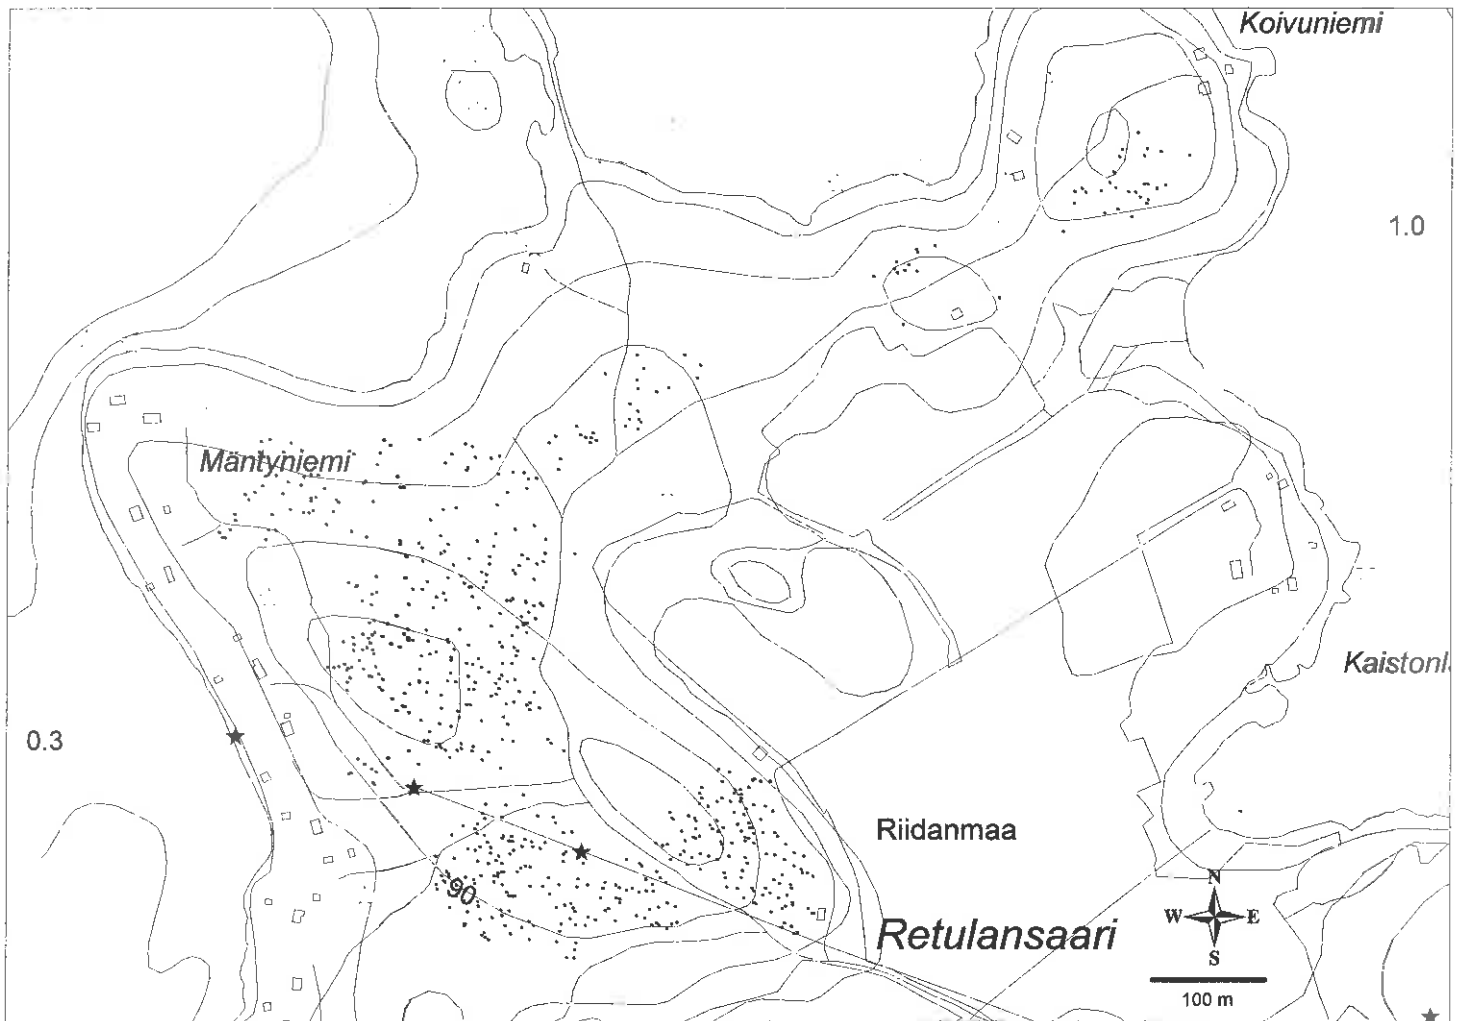 Koivuniemi
1.0
Mäntyniemi
Kaistonl
0.3
Riidanmaa
90
Retulansaari
N
W E
S
100 m